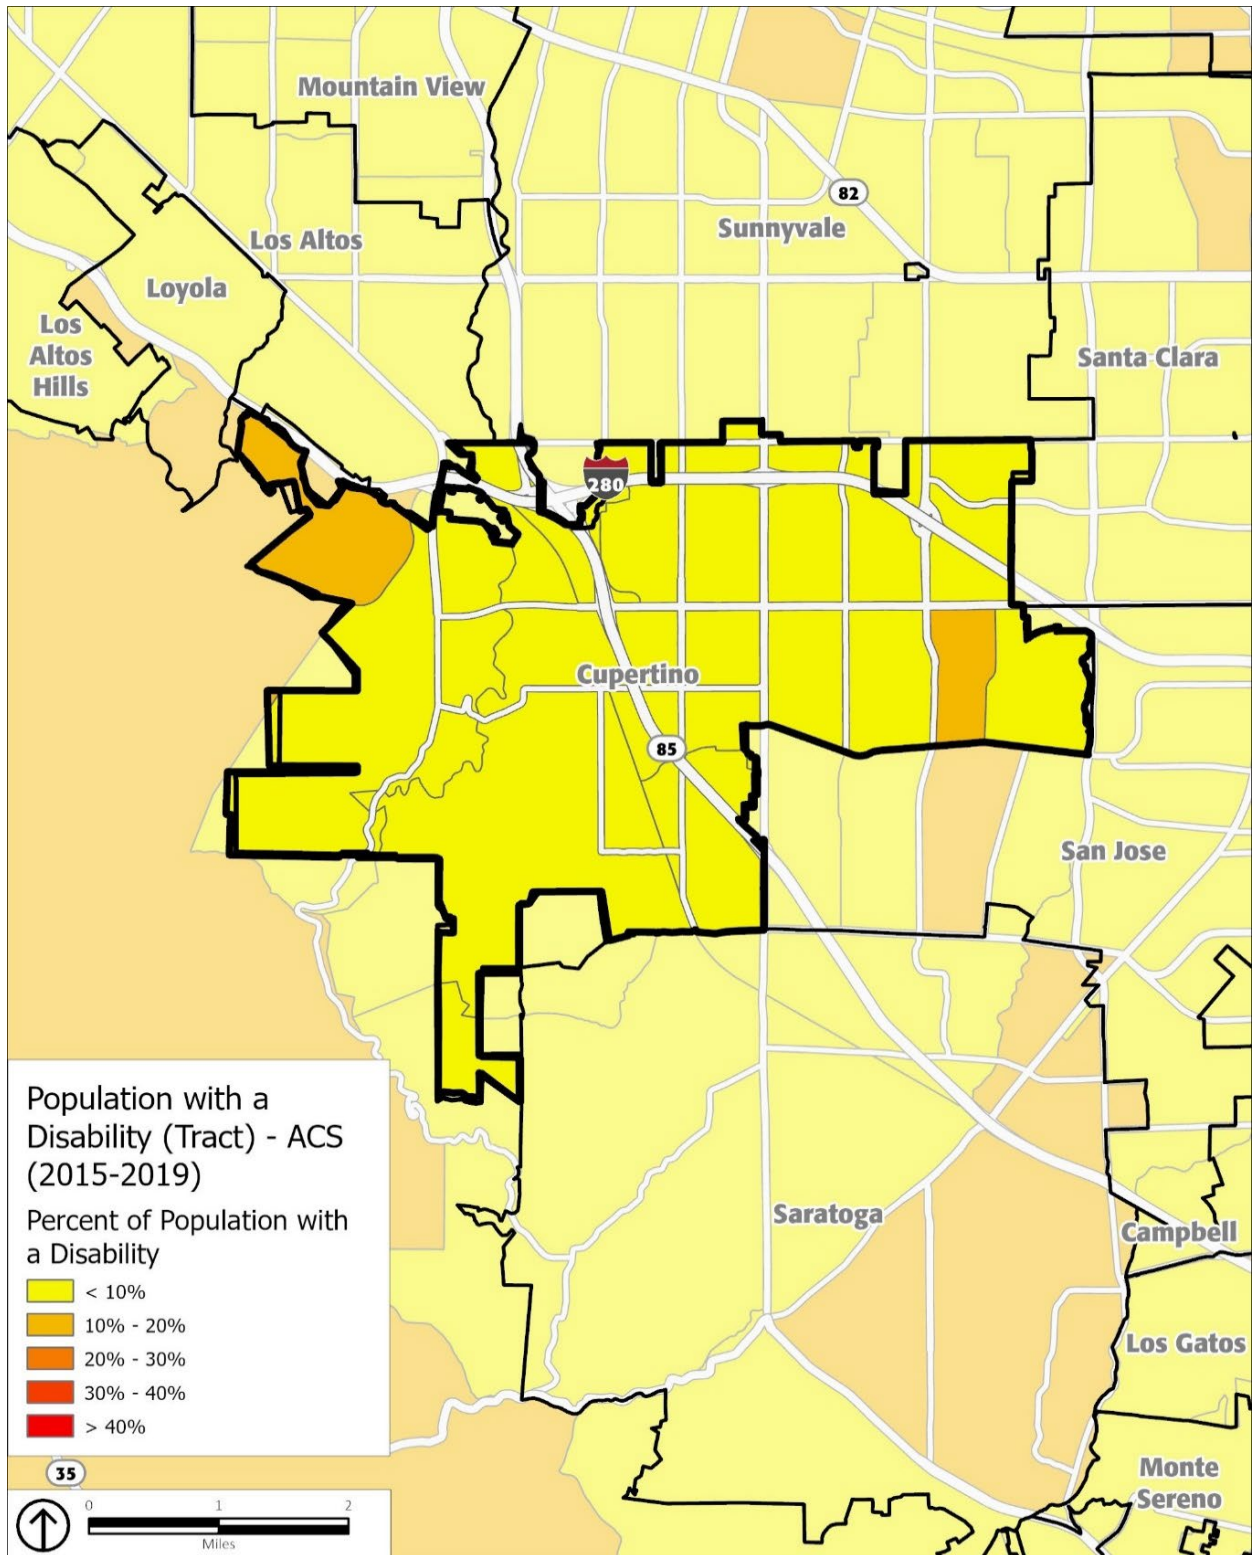 Mountain View
82
Sunnyvale
Los Altos
Loyola
Los
Altos
Hills
Santa Clara
280
Cupertino
85
San Jose
Saratoga
Campbell
Los Gatos
Monte
Sereno
Population with a
Disability (Tract) - ACS
(2015-2019)
Percent of Population with
a Disability
< 10%
10% - 20%
20% - 30%
30% - 40%
> 40%
35
0 1 2
Miles